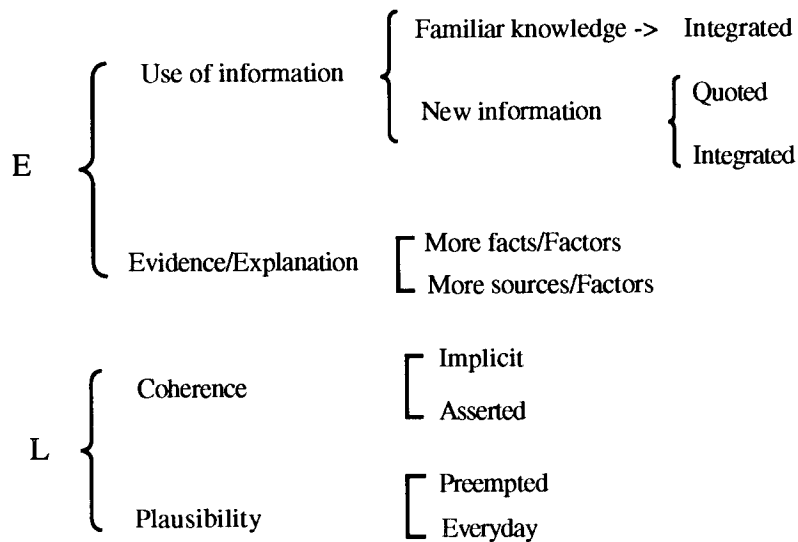 Familiar knowledge -> Integrated
Use of information
New information
Quoted
Integrated
E
Evidence/Explanation
More facts/Factors
More sources/Factors
Coherence
Implicit
Asserted
L
Plausibility
Preempted
Everyday